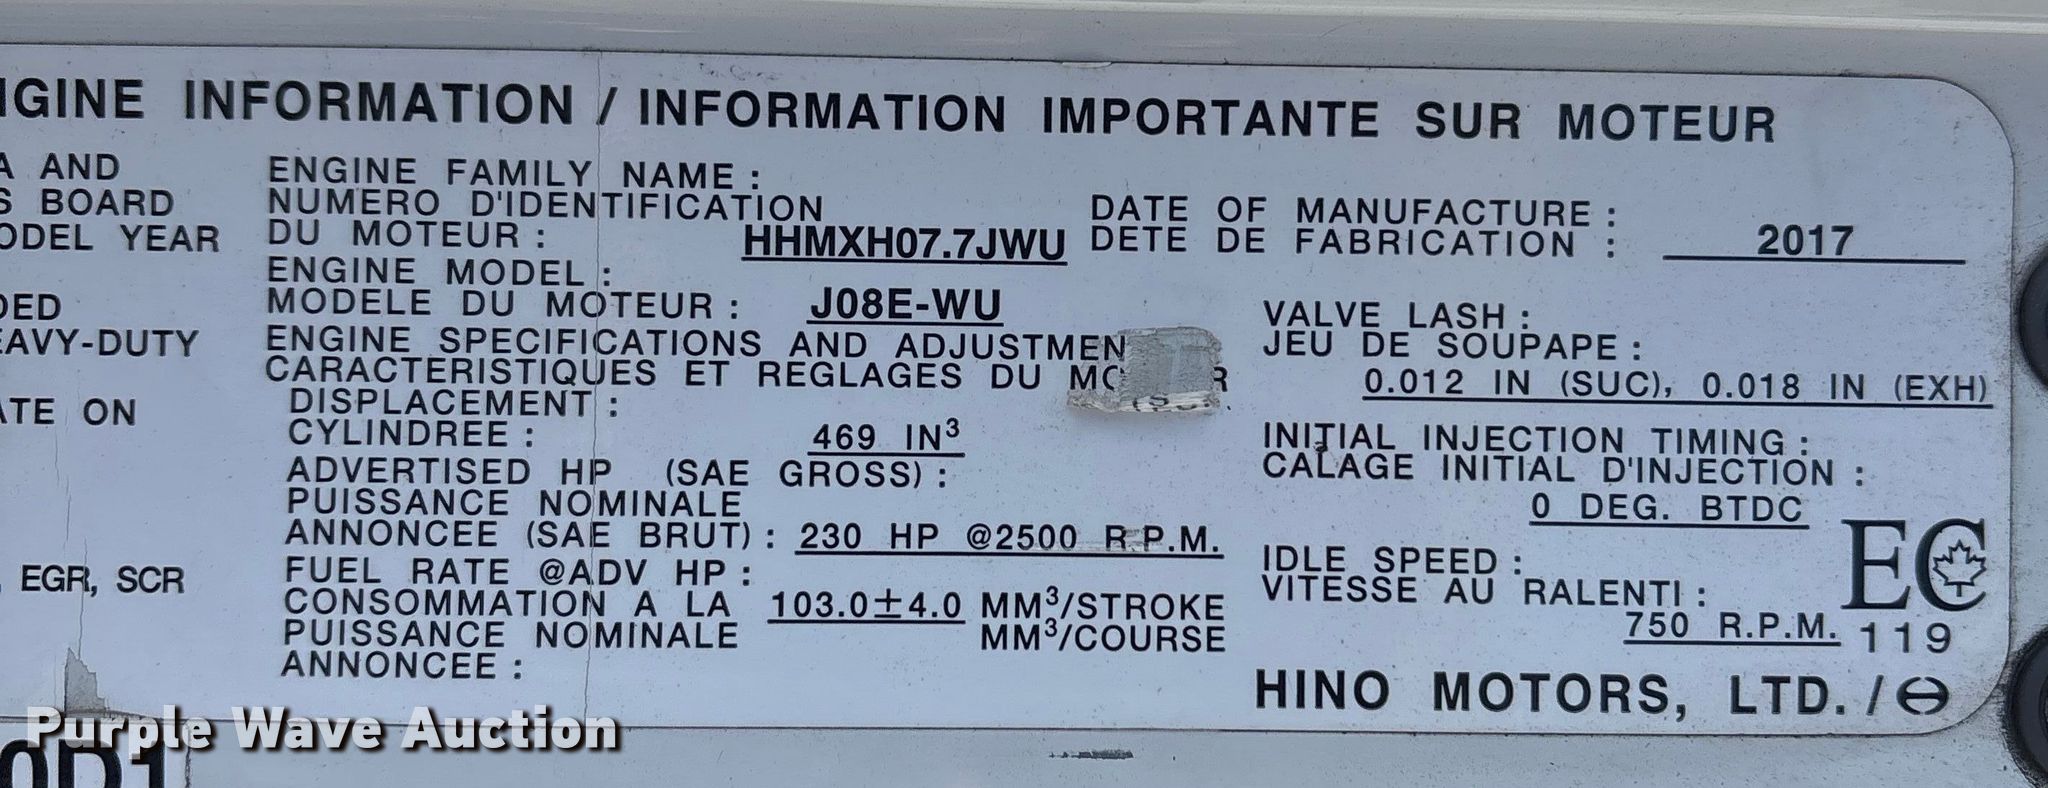 GINE INFORMATION / INFORMATION IMPORTANTE SUR MOTEUR
A AND
S BOARD
ODEL YEAR
DED
EAVY-DUTY
ATE ON
, EGR, SCR
ENGINE FAMILY NAME :
NUMERO D'IDENTIFICATION
DU MOTEUR : HHMXH07.7JWU
ENGINE MODEL :
MODELE DU MOTEUR : J08E-WU
ENGINE SPECIFICATIONS AND ADJUSTMEN
CARACTERISTIQUES ET REGLAGES DU
DISPLACEMENT :
CYLINDREE : 469 IN³
ADVERTISED HP (SAE GROSS) :
PUISSANCE NOMINALE
ANNONCEE (SAE BRUT) : 230 HP @2500 R.P.M.
FUEL RATE @ADV HP :
CONSOMMATION A LA 103.0±4.0 MM³/STROKE
PUISSANCE NOMINALE MM³/COURSE
ANNONCEE :
DATE OF MANUFACTURE :
DETE DE FABRICATION : 2017
VALVE LASH :
JEU DE SOUPAPE :
0.012 IN (SUC), 0.018 IN (EXH)
INITIAL INJECTION TIMING :
CALAGE INITIAL D'INJECTION :
0 DEG. BTDC
IDLE SPEED :
VITESSE AU RALENTI :
750 R.P.M.
EC
119
HINO MOTORS, LTD. /
Purple Wave Auction
0D1